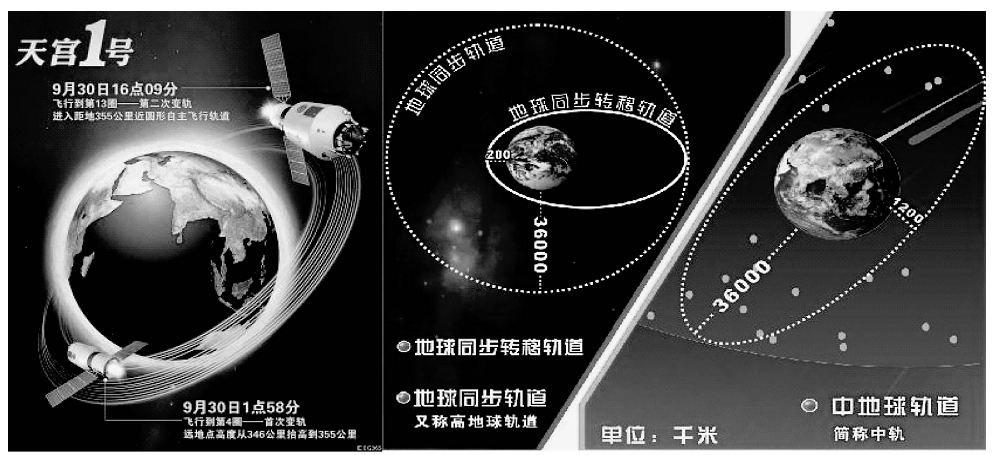 天宫1号
9月30日16点09分
飞行到第13圈——第二次变轨
进入距地355公里近圆形自主飞行轨道
9月30日1点58分
飞行到第4圈——首次变轨
远地点高度从346公里抬高到355公里
地球同步轨道
地球同步转移轨道
200
36000
地球同步转移轨道
地球同步轨道
又称高地球轨道
1200
36000
单位：千米
中地球轨道
简称中轨